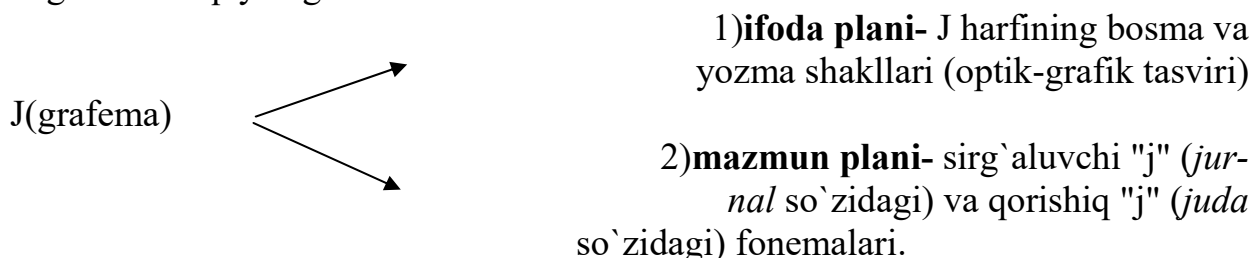 1)ifoda plani- J harfining bosma va
yozma shakllari (optik-grafik tasviri)
J(grafema)
2)mazmun plani- sirg`aluvchi "j" (jur-
nal so`zidagi) va qorishiq "j" (juda
so`zidagi) fonemalari.